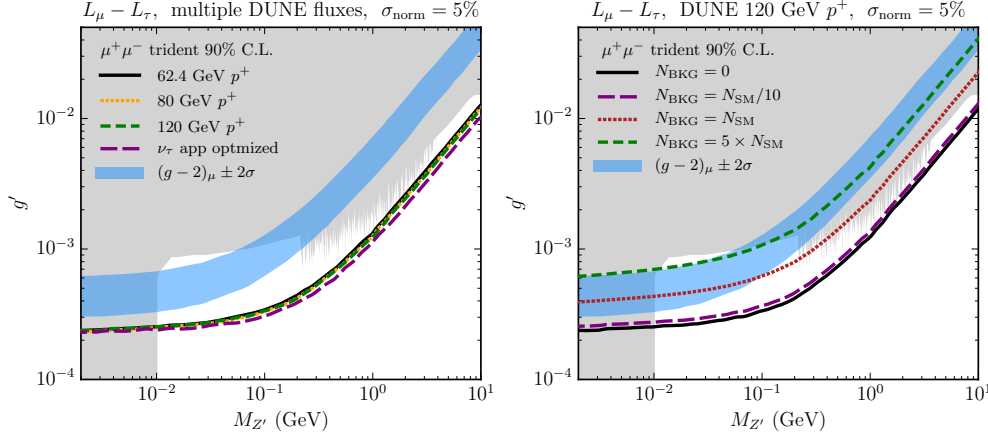 L_μ − L_τ, multiple DUNE fluxes, σ_norm = 5%
μ⁺μ⁻ trident 90% C.L.
62.4 GeV p⁺
80 GeV p⁺
120 GeV p⁺
ν_τ app optmized
(g − 2)_μ ± 2σ
10⁻²
10⁻³
10⁻⁴
g′
10⁻² 10⁻¹ 10⁰ 10¹
M_Z′ (GeV)
L_μ − L_τ, DUNE 120 GeV p⁺, σ_norm = 5%
μ⁺μ⁻ trident 90% C.L.
N_BKG = 0
N_BKG = N_SM/10
N_BKG = N_SM
N_BKG = 5 × N_SM
(g − 2)_μ ± 2σ
10⁻²
10⁻³
10⁻⁴
g′
10⁻² 10⁻¹ 10⁰ 10¹
M_Z′ (GeV)